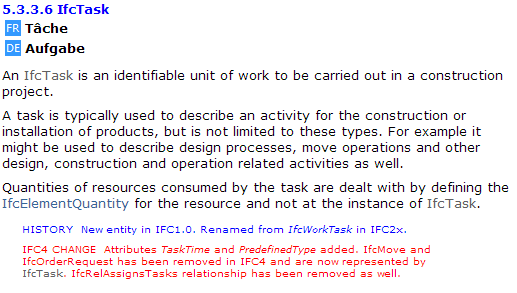 5.3.3.6 IfcTask
FR Tâche
DE Aufgabe
An IfcTask is an identifiable unit of work to be carried out in a construction
project.
A task is typically used to describe an activity for the construction or
installation of products, but is not limited to these types. For example it
might be used to describe design processes, move operations and other
design, construction and operation related activities as well.
Quantities of resources consumed by the task are dealt with by defining the
IfcElementQuantity for the resource and not at the instance of IfcTask.
HISTORY New entity in IFC1.0. Renamed from IfcWorkTask in IFC2x.
IFC4 CHANGE Attributes TaskTime and PredefinedType added. IfcMove and
IfcOrderRequest has been removed in IFC4 and are now represented by
IfcTask. IfcRelAssignsTasks relationship has been removed as well.